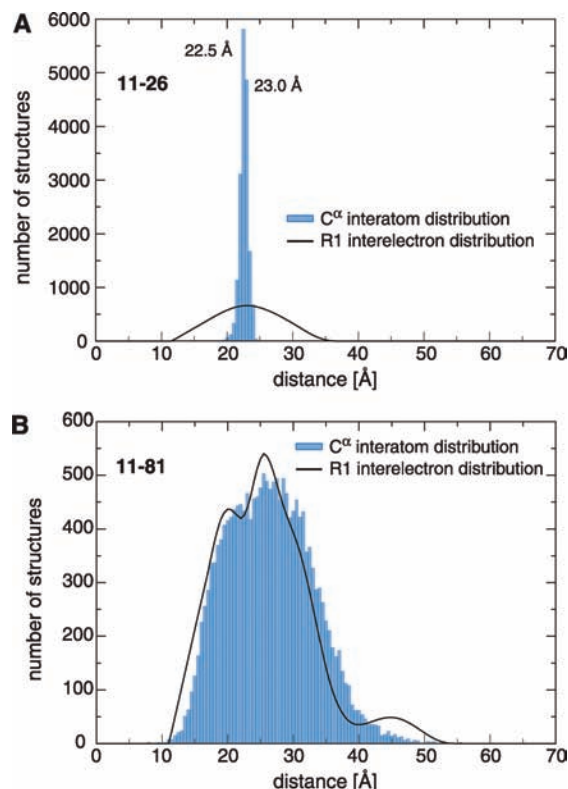 A
6000
5000
4000
3000
2000
1000
0
number of structures
11-26
22.5 Å
23.0 Å
Cα interatom distribution
R1 interelectron distribution
0 10 20 30 40 50 60 70
distance [Å]
B
600
500
400
300
200
100
0
number of structures
11-81
Cα interatom distribution
R1 interelectron distribution
0 10 20 30 40 50 60 70
distance [Å]